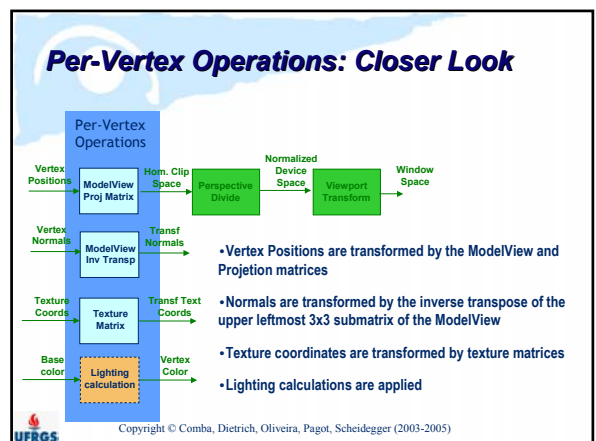 Per-Vertex Operations: Closer Look
Per-Vertex
Operations
Vertex
Positions
ModelView
Proj Matrix
Hom. Clip
Space
Perspective
Divide
Normalized
Device
Space
Viewport
Transform
Window
Space
Vertex
Normals
ModelView
Inv Transp
Transf
Normals
Texture
Coords
Texture
Matrix
Transf Text
Coords
Base
color
Lighting
calculation
Vertex
Color
•Vertex Positions are transformed by the ModelView and
Projetion matrices
•Normals are transformed by the inverse transpose of the
upper leftmost 3x3 submatrix of the ModelView
•Texture coordinates are transformed by texture matrices
•Lighting calculations are applied
UFRGS
Copyright © Comba, Dietrich, Oliveira, Pagot, Scheidegger (2003-2005)